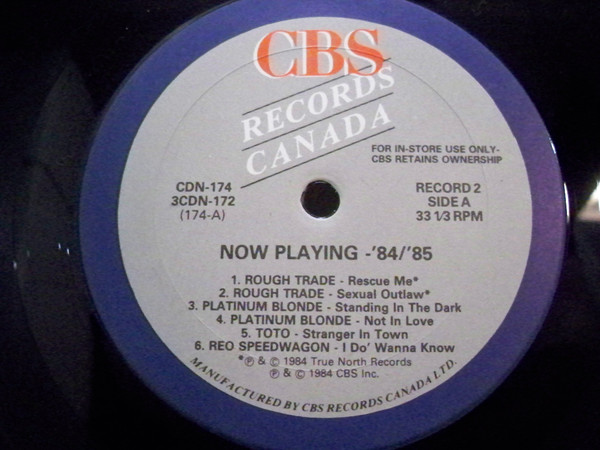 CBS
RECORDS
CANADA
FOR IN-STORE USE ONLY-
CBS RETAINS OWNERSHIP
CDN-174
3CDN-172
(174-A)
RECORD 2
SIDE A
33 1/3 RPM
NOW PLAYING -'84/'85
1. ROUGH TRADE - Rescue Me*
2. ROUGH TRADE - Sexual Outlaw*
3. PLATINUM BLONDE - Standing In The Dark
4. PLATINUM BLONDE - Not In Love
5. TOTO - Stranger In Town
6. REO SPEEDWAGON - I Do' Wanna Know
*℗ & © 1984 True North Records
℗ & © 1984 CBS Inc.
MANUFACTURED BY CBS RECORDS CANADA LTD.